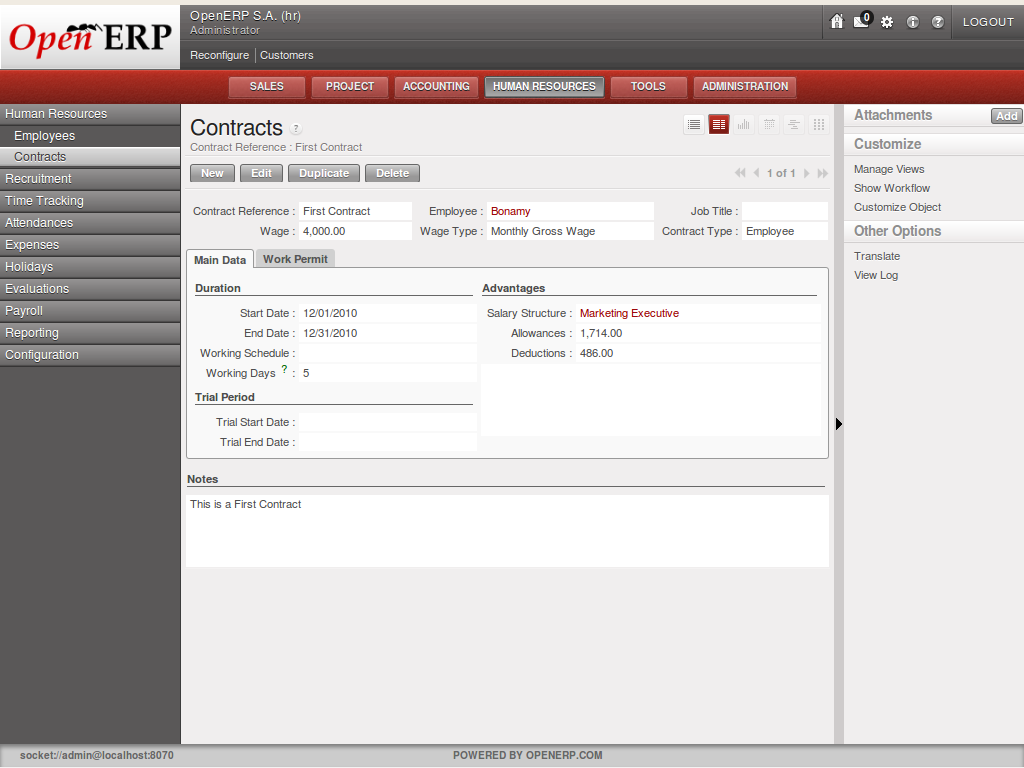 Open ERP
OpenERP S.A. (hr)
Administrator
Reconfigure Customers
0
LOGOUT
SALES PROJECT ACCOUNTING HUMAN RESOURCES TOOLS ADMINISTRATION
Human Resources
Employees
Contracts
Recruitment
Time Tracking
Attendances
Expenses
Holidays
Evaluations
Payroll
Reporting
Configuration
Contracts ?
Contract Reference : First Contract
New Edit Duplicate Delete
1 of 1
Contract Reference : First Contract Employee : Bonamy Job Title :
Wage : 4,000.00 Wage Type : Monthly Gross Wage Contract Type : Employee
Main Data Work Permit
Duration
Start Date : 12/01/2010
End Date : 12/31/2010
Working Schedule :
Working Days ? : 5
Trial Period
Trial Start Date :
Trial End Date :
Advantages
Salary Structure : Marketing Executive
Allowances : 1,714.00
Deductions : 486.00
Notes
This is a First Contract
Attachments Add
Customize
Manage Views
Show Workflow
Customize Object
Other Options
Translate
View Log
socket://admin@localhost:8070 POWERED BY OPENERP.COM